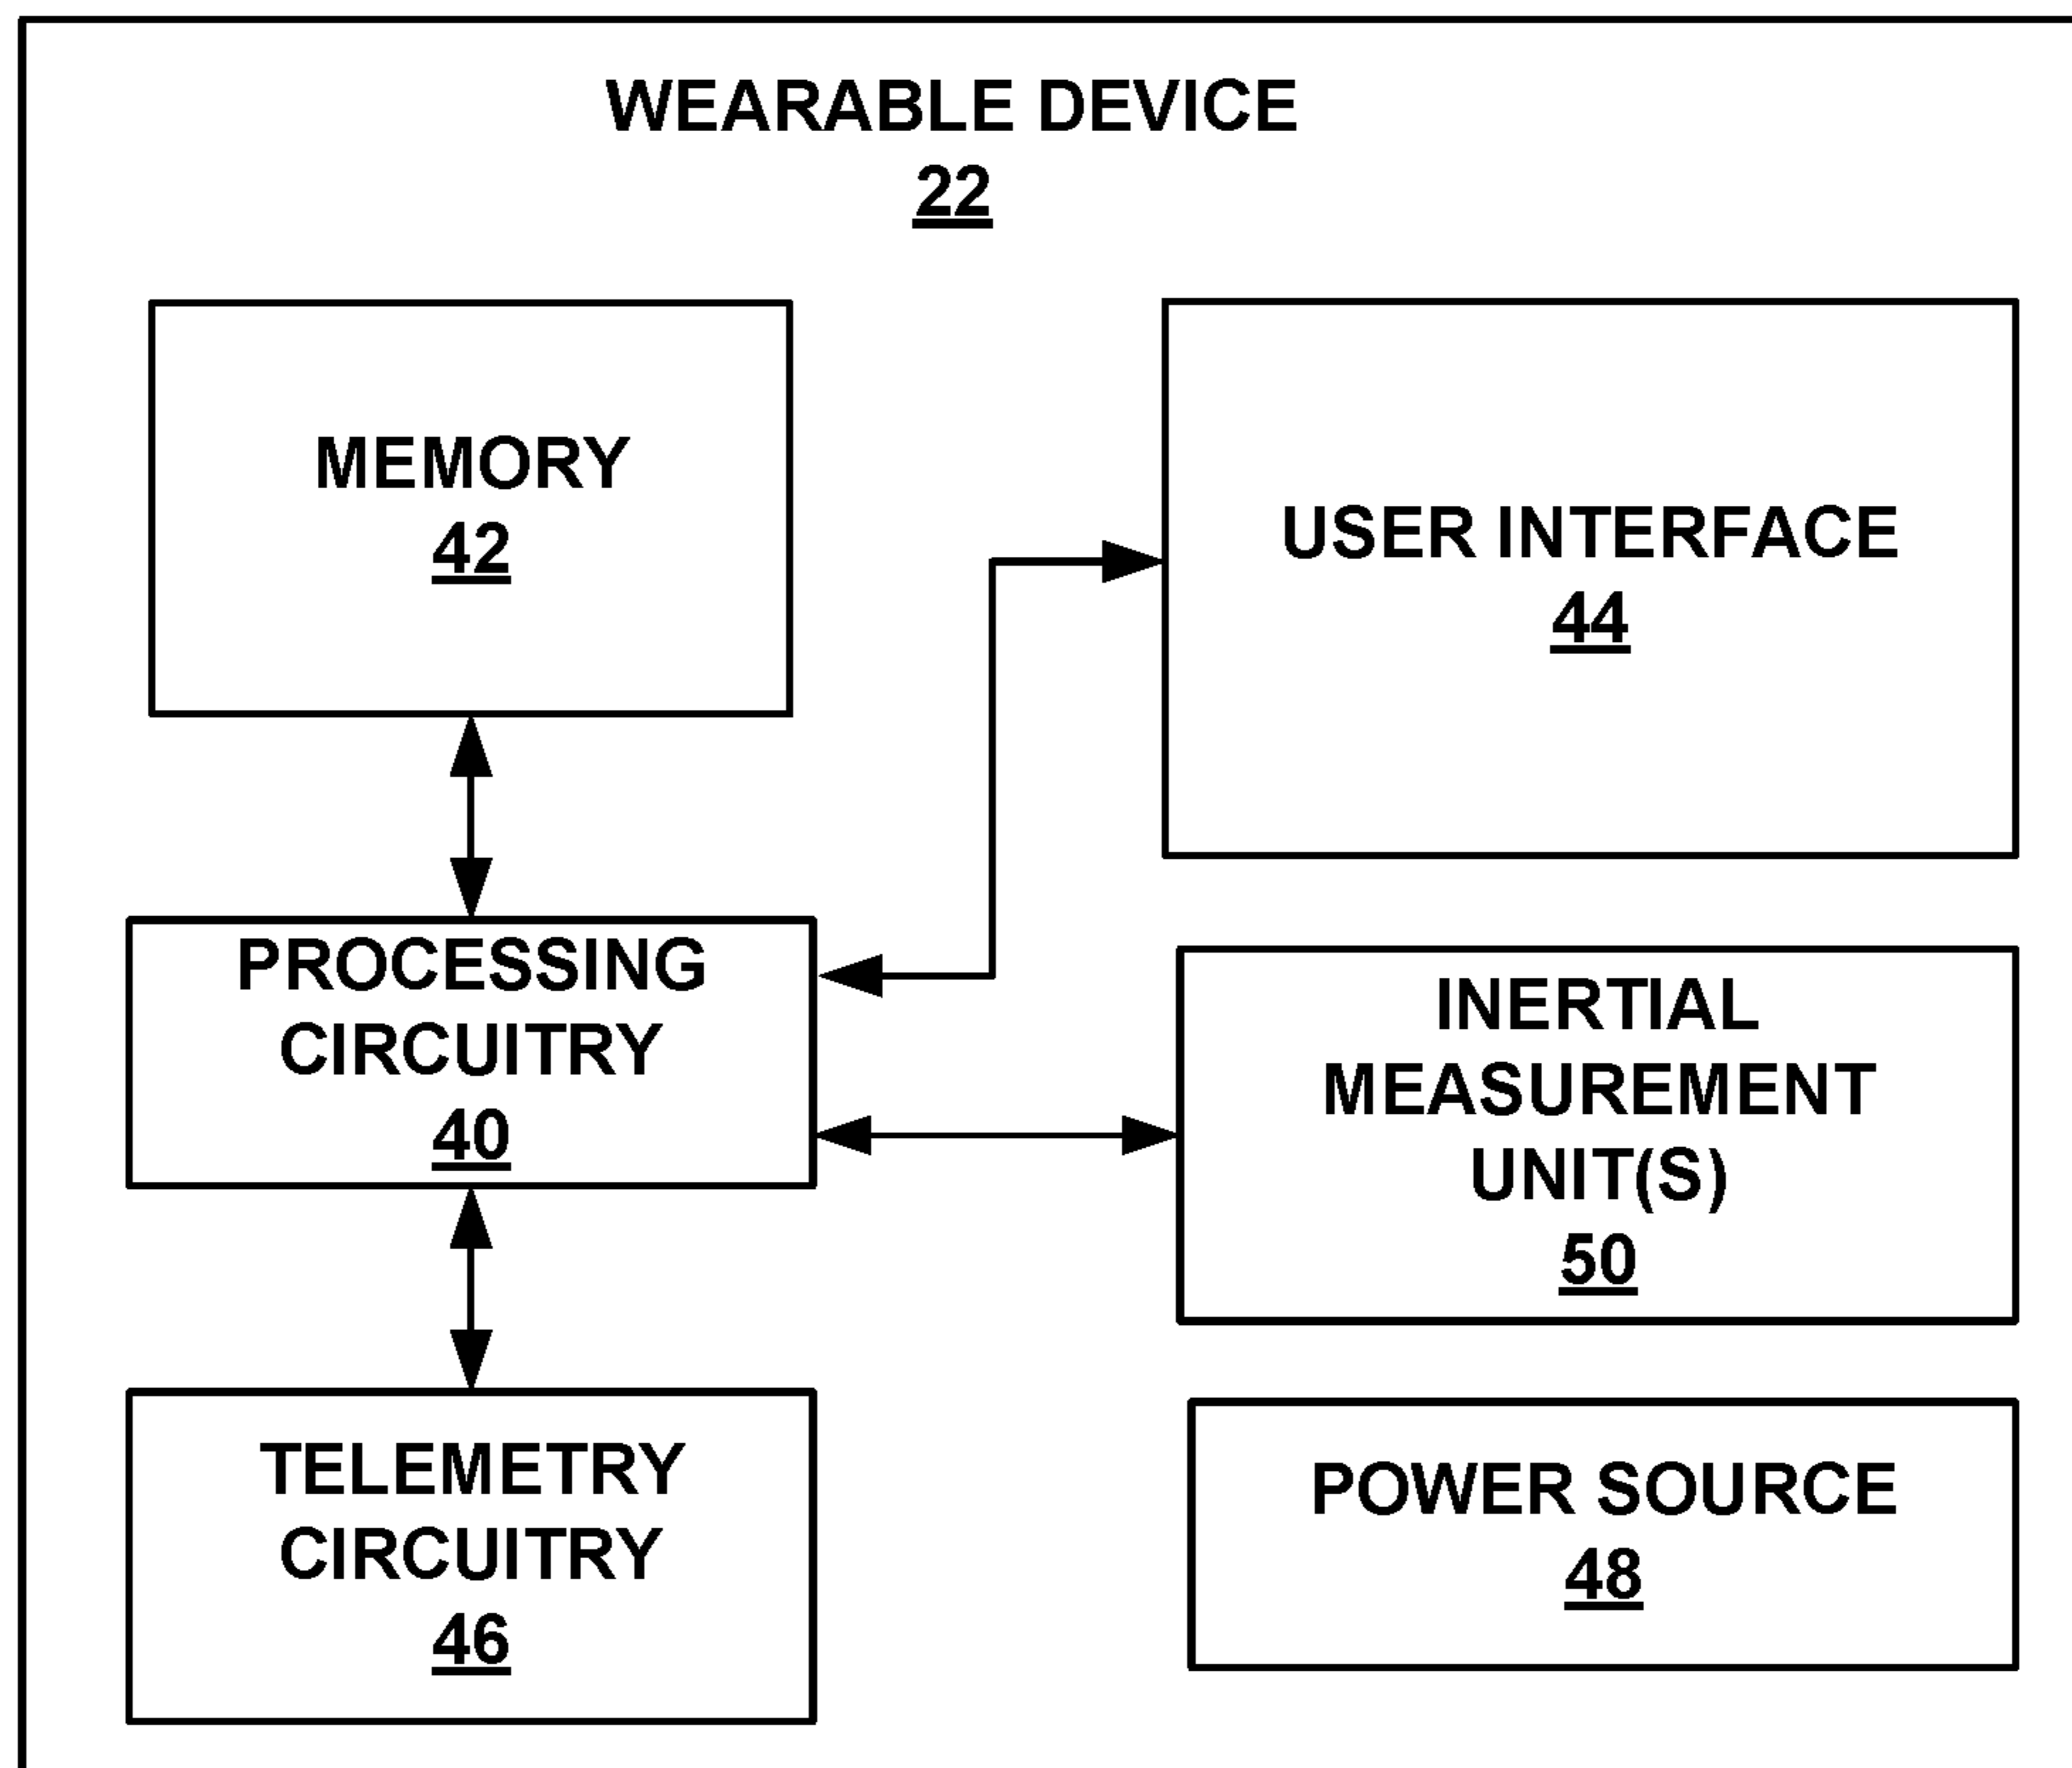 WEARABLE DEVICE
22
MEMORY
42
USER INTERFACE
44
PROCESSING
CIRCUITRY
40
INERTIAL
MEASUREMENT
UNIT(S)
50
TELEMETRY
CIRCUITRY
46
POWER SOURCE
48